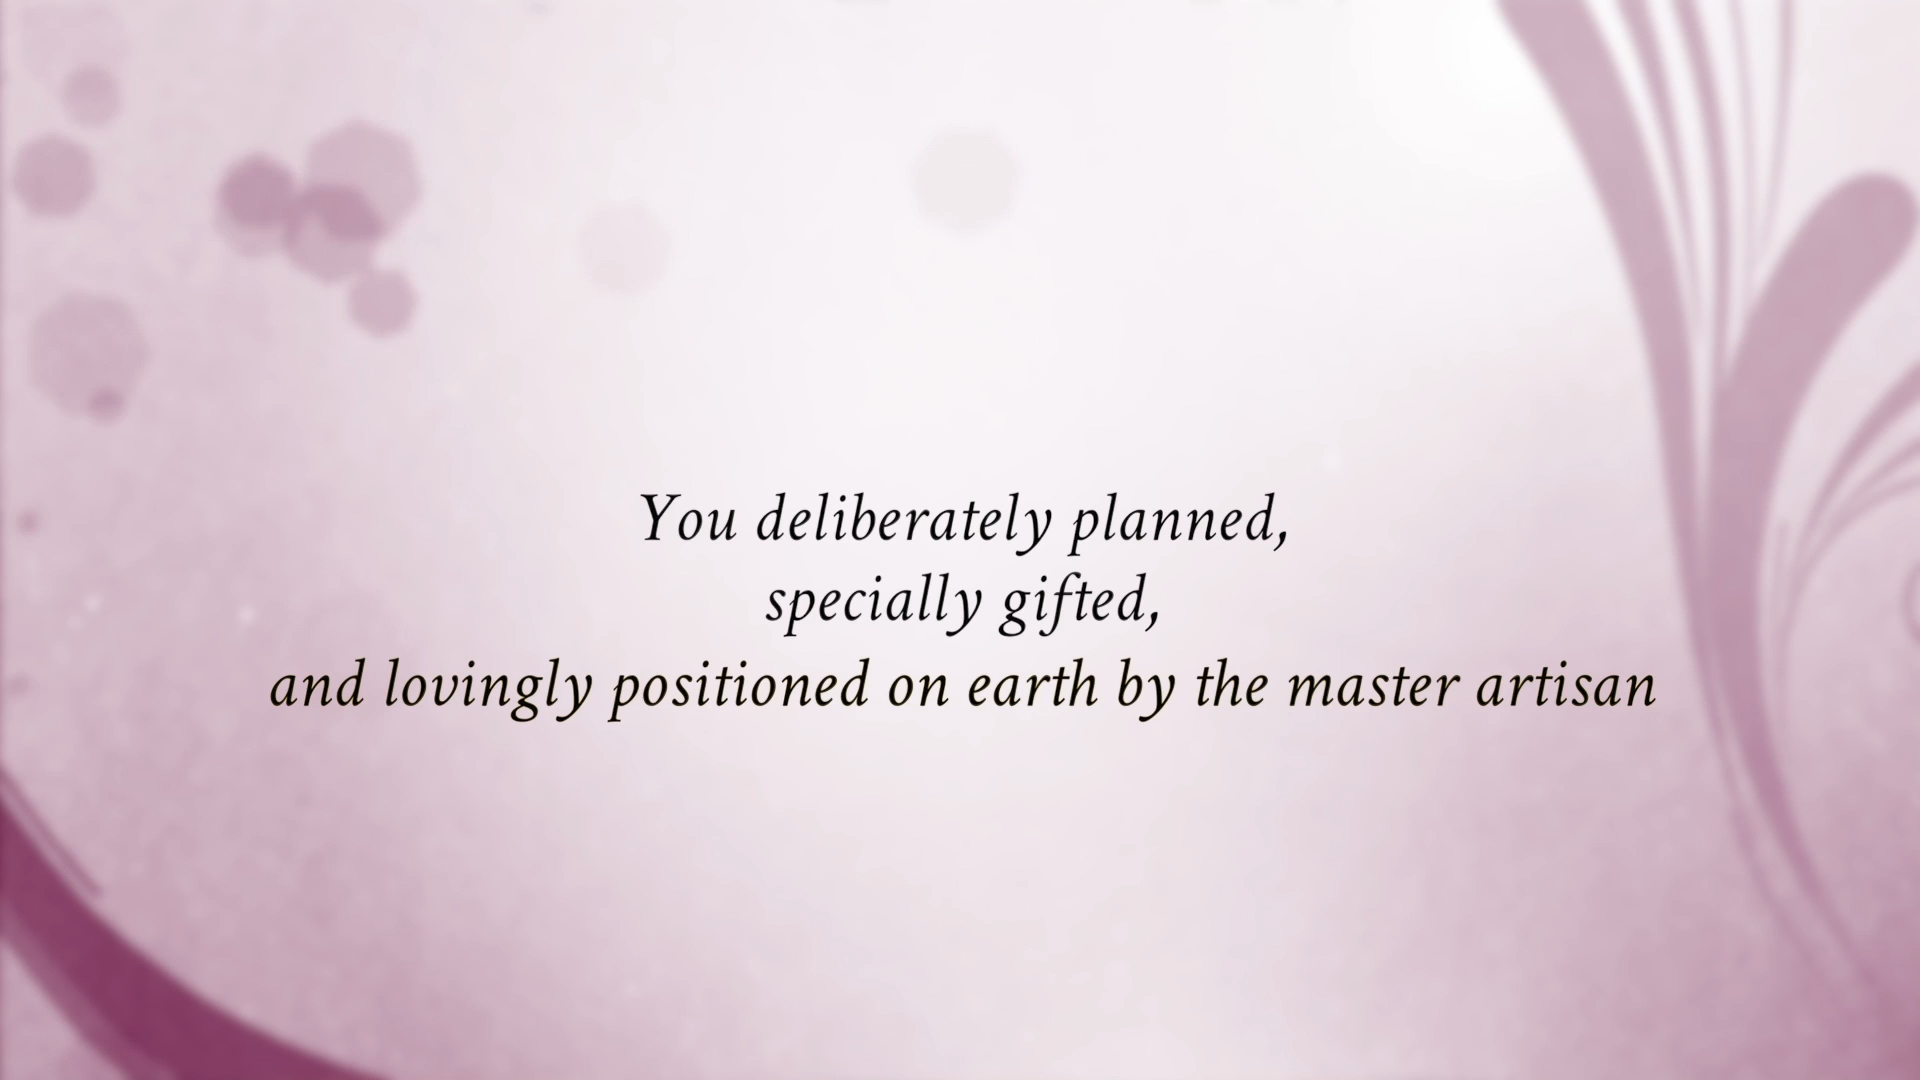 You deliberately planned,
specially gifted,
and lovingly positioned on earth by the master artisan